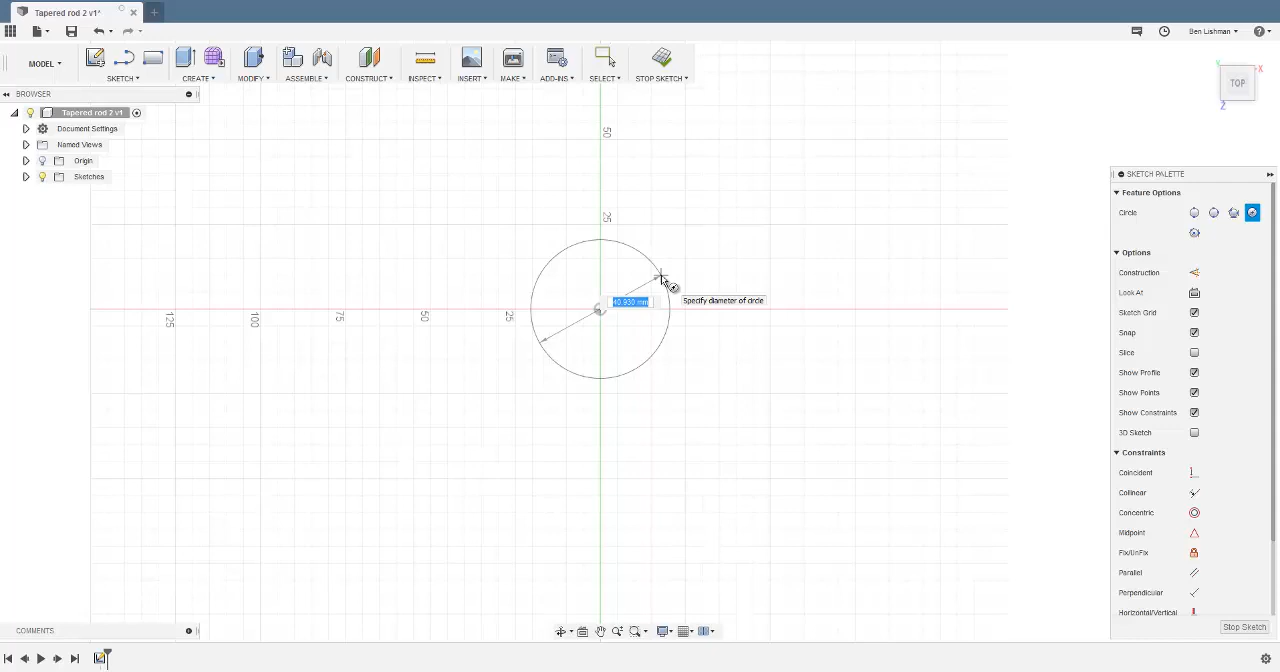 Tapered rod 2 v1*
Ben Lishman
MODEL
SKETCH
CREATE
MODIFY
ASSEMBLE
CONSTRUCT
INSPECT
INSERT
MAKE
ADD-INS
SELECT
STOP SKETCH
BROWSER
Tapered rod 2 v1
Document Settings
Named Views
Origin
Sketches
TOP
X
Y
Z
50
25
125
100
75
50
25
40.930 mm
Specify diameter of circle
SKETCH PALETTE
Feature Options
Circle
Options
Construction
Look At
Sketch Grid
Snap
Slice
Show Profile
Show Points
Show Constraints
3D Sketch
Constraints
Coincident
Collinear
Concentric
Midpoint
Fix/UnFix
Parallel
Perpendicular
Horizontal/Vertical
Stop Sketch
COMMENTS